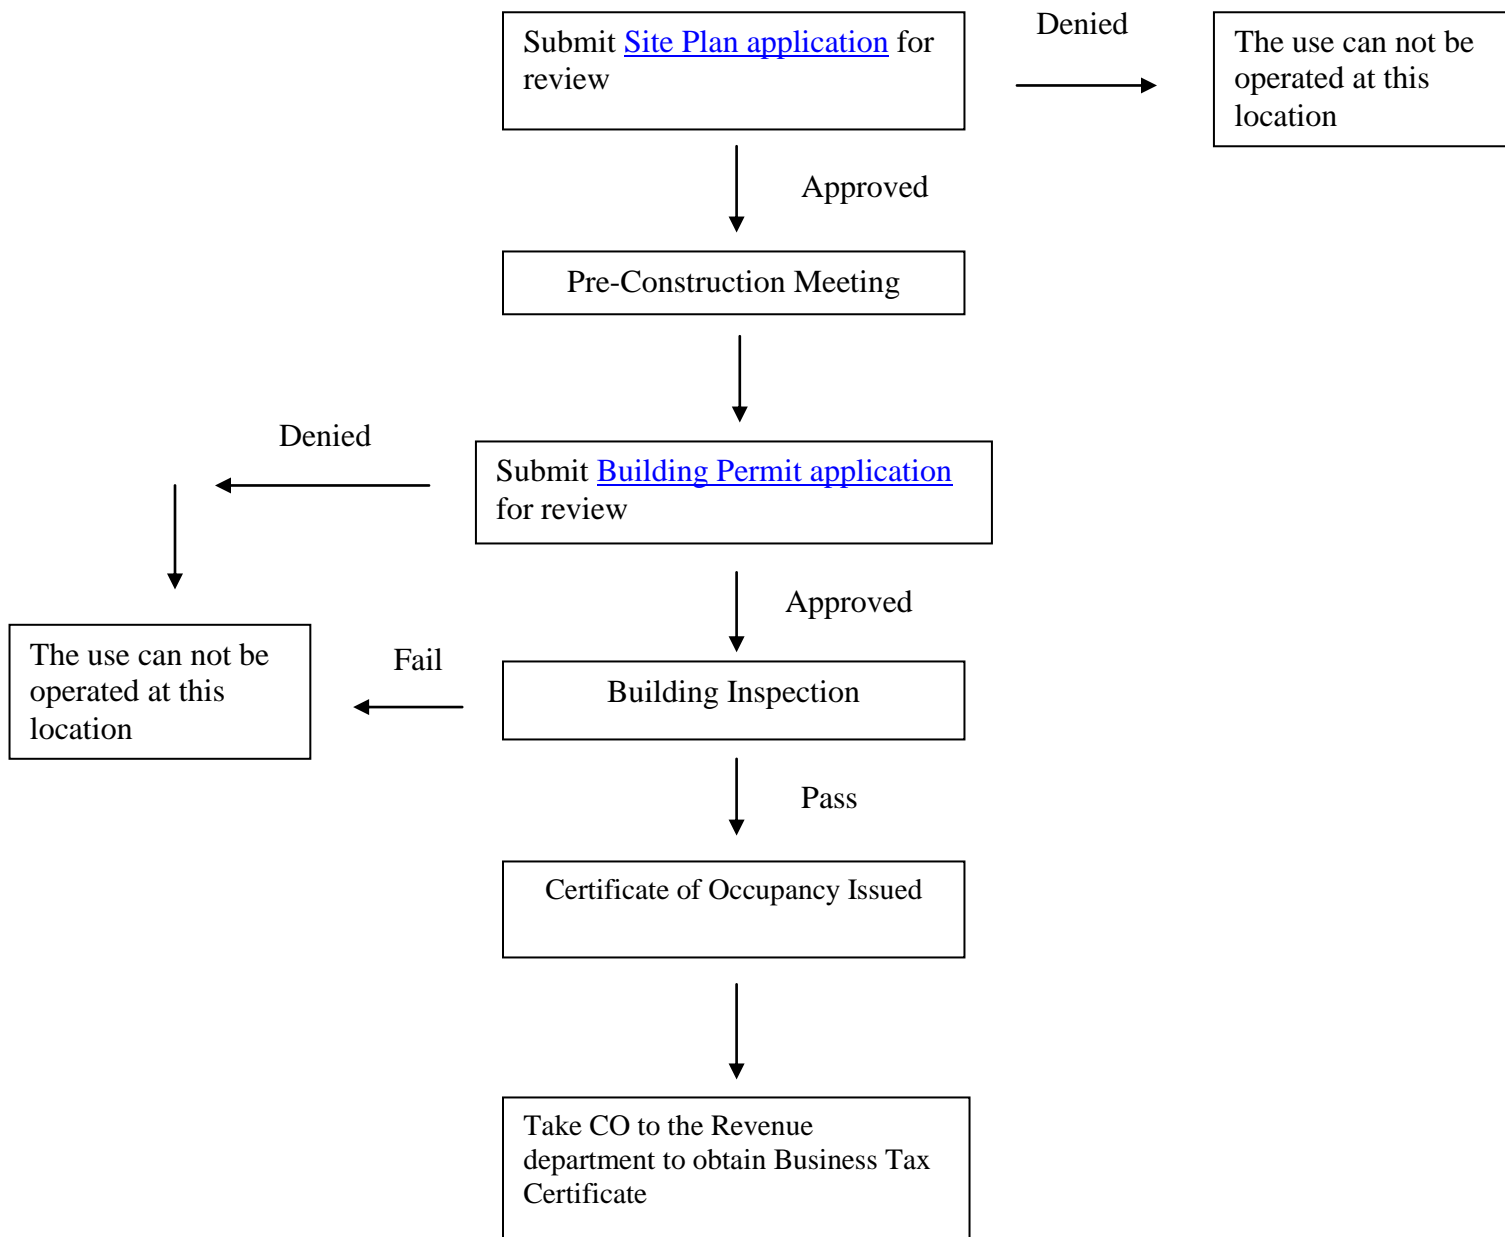 Submit Site Plan application for
review
Denied
The use can not be
operated at this
location
Approved
Pre-Construction Meeting
Denied
Submit Building Permit application
for review
Approved
The use can not be
operated at this
location
Fail
Building Inspection
Pass
Certificate of Occupancy Issued
Take CO to the Revenue
department to obtain Business Tax
Certificate